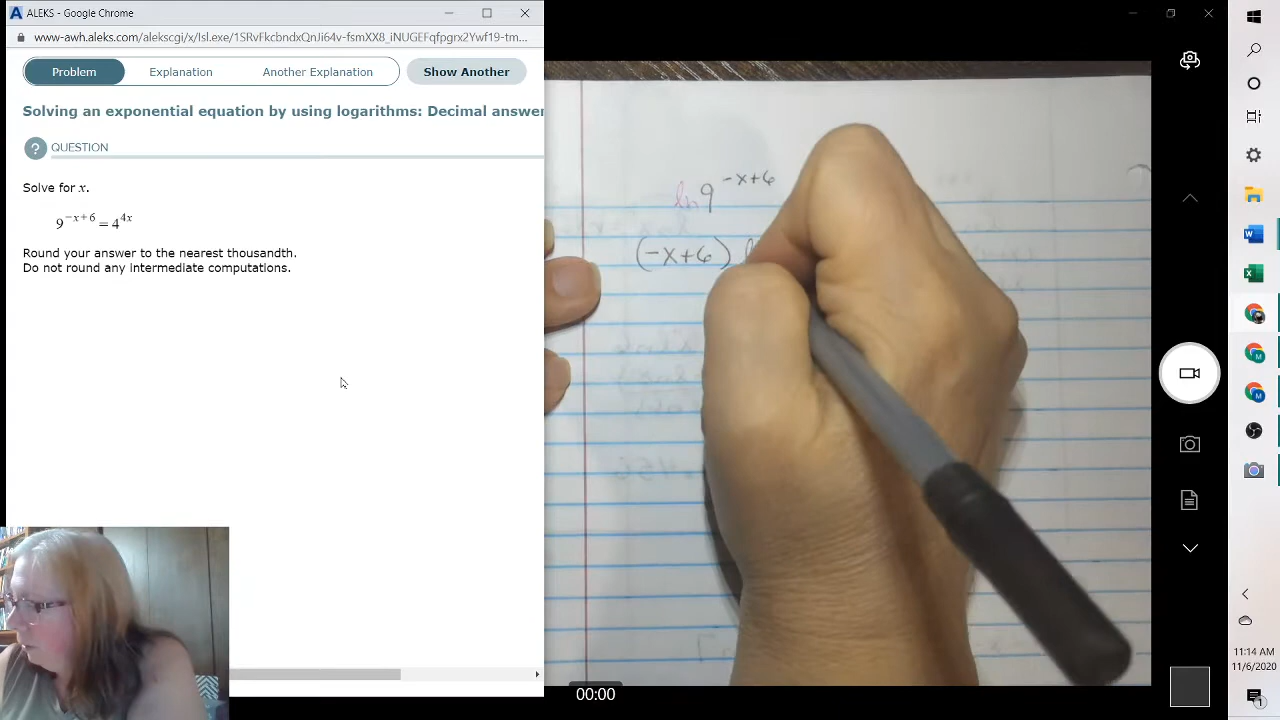 ALEKS - Google Chrome
www-awh.aleks.com/alekscgi/x/Isl.exe/1SRvFkcbndxQnJi64v-fsmXX8_iNUGEFqfpgrx2Ywf19-tm...
Problem Explanation Another Explanation Show Another
Solving an exponential equation by using logarithms: Decimal answer
? QUESTION
Solve for x.
9^{-x+6} = 4^{4x}
Round your answer to the nearest thousandth.
Do not round any intermediate computations.
ln 9^{-x+6}
(-x+6)
00:00
11:14 AM
11/6/2020